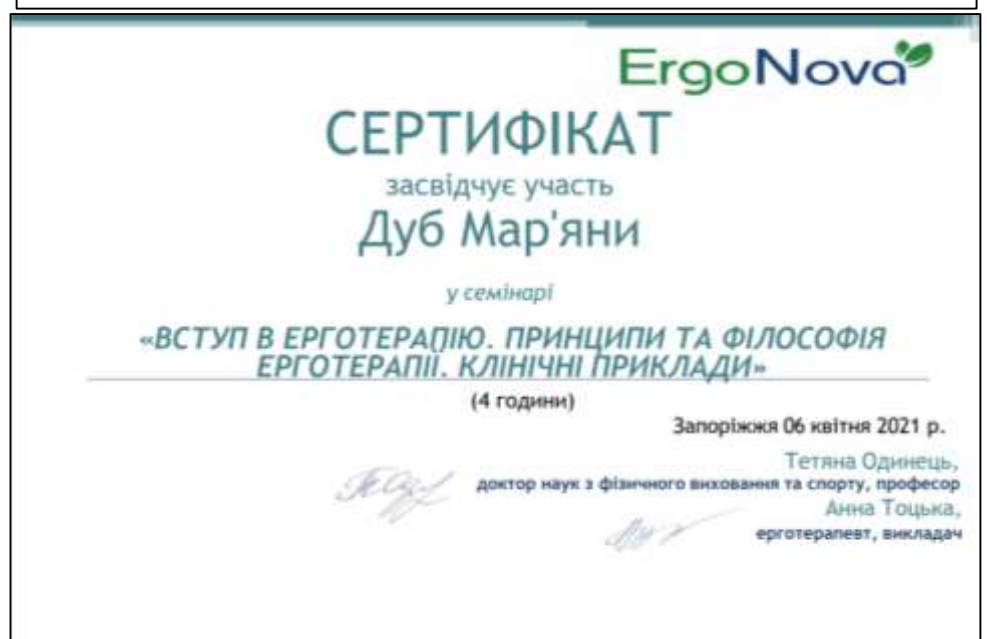 ErgoNova
СЕРТИФІКАТ
засвідчує участь
Дуб Мар'яни
у семінарі
«ВСТУП В ЕРГОТЕРАПІЮ. ПРИНЦИПИ ТА ФІЛОСОФІЯ
ЕРГОТЕРАПІЇ. КЛІНІЧНІ ПРИКЛАДИ»
(4 години)
Запоріжжя 06 квітня 2021 р.
Тетяна Одинець,
доктор наук з фізичного виховання та спорту, професор
Анна Тоцька,
ерготерапевт, викладач